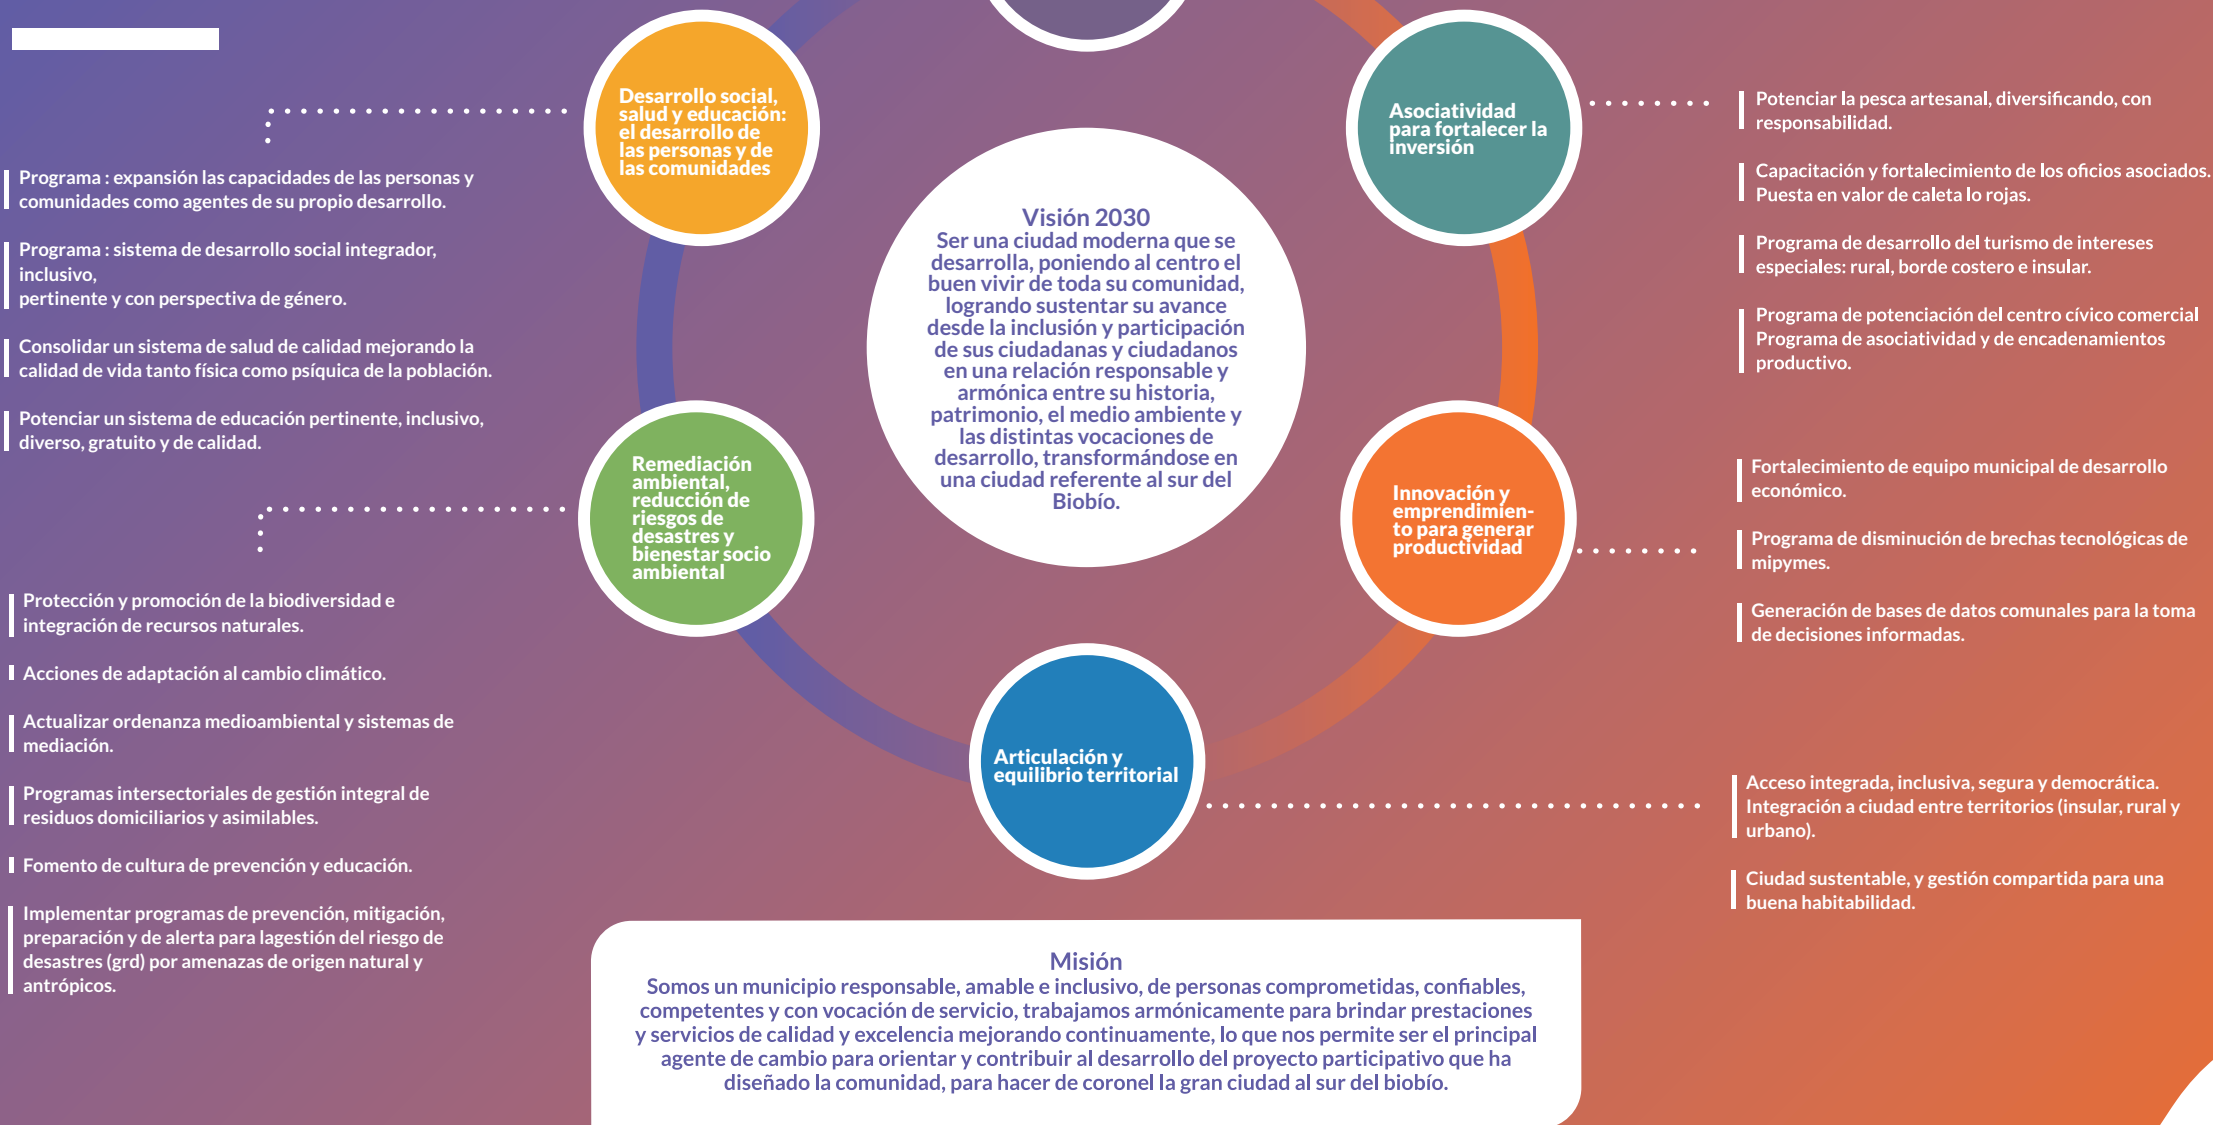 Desarrollo social,
salud y educación:
el desarrollo de
las personas y de
las comunidades
Programa : expansión las capacidades de las personas y
comunidades como agentes de su propio desarrollo.
Programa : sistema de desarrollo social integrador,
inclusivo,
pertinente y con perspectiva de género.
Consolidar un sistema de salud de calidad mejorando la
calidad de vida tanto física como psíquica de la población.
Potenciar un sistema de educación pertinente, inclusivo,
diverso, gratuito y de calidad.
Remediación
ambiental,
reducción de
riesgos de
desastres y
bienestar socio
ambiental
Protección y promoción de la biodiversidad e
integración de recursos naturales.
Acciones de adaptación al cambio climático.
Actualizar ordenanza medioambiental y sistemas de
mediación.
Programas intersectoriales de gestión integral de
residuos domiciliarios y asimilables.
Fomento de cultura de prevención y educación.
Implementar programas de prevención, mitigación,
preparación y de alerta para lagestión del riesgo de
desastres (grd) por amenazas de origen natural y
antrópicos.
Visión 2030
Ser una ciudad moderna que se
desarrolla, poniendo al centro el
buen vivir de toda su comunidad,
logrando sustentar su avance
desde la inclusión y participación
de sus ciudadanas y ciudadanos
en una relación responsable y
armónica entre su historia,
patrimonio, el medio ambiente y
las distintas vocaciones de
desarrollo, transformándose en
una ciudad referente al sur del
Biobío.
Asociatividad
para fortalecer la
inversión
Potenciar la pesca artesanal, diversificando, con
responsabilidad.
Capacitación y fortalecimiento de los oficios asociados.
Puesta en valor de caleta lo rojas.
Programa de desarrollo del turismo de intereses
especiales: rural, borde costero e insular.
Programa de potenciación del centro cívico comercial
Programa de asociatividad y de encadenamientos
productivo.
Innovación y
emprendimien-
to para generar
productividad
Fortalecimiento de equipo municipal de desarrollo
económico.
Programa de disminución de brechas tecnológicas de
mipymes.
Generación de bases de datos comunales para la toma
de decisiones informadas.
Articulación y
equilibrio territorial
Acceso integrada, inclusiva, segura y democrática.
Integración a ciudad entre territorios (insular, rural y
urbano).
Ciudad sustentable, y gestión compartida para una
buena habitabilidad.
Misión
Somos un municipio responsable, amable e inclusivo, de personas comprometidas, confiables,
competentes y con vocación de servicio, trabajamos armónicamente para brindar prestaciones
y servicios de calidad y excelencia mejorando continuamente, lo que nos permite ser el principal
agente de cambio para orientar y contribuir al desarrollo del proyecto participativo que ha
diseñado la comunidad, para hacer de coronel la gran ciudad al sur del biobío.